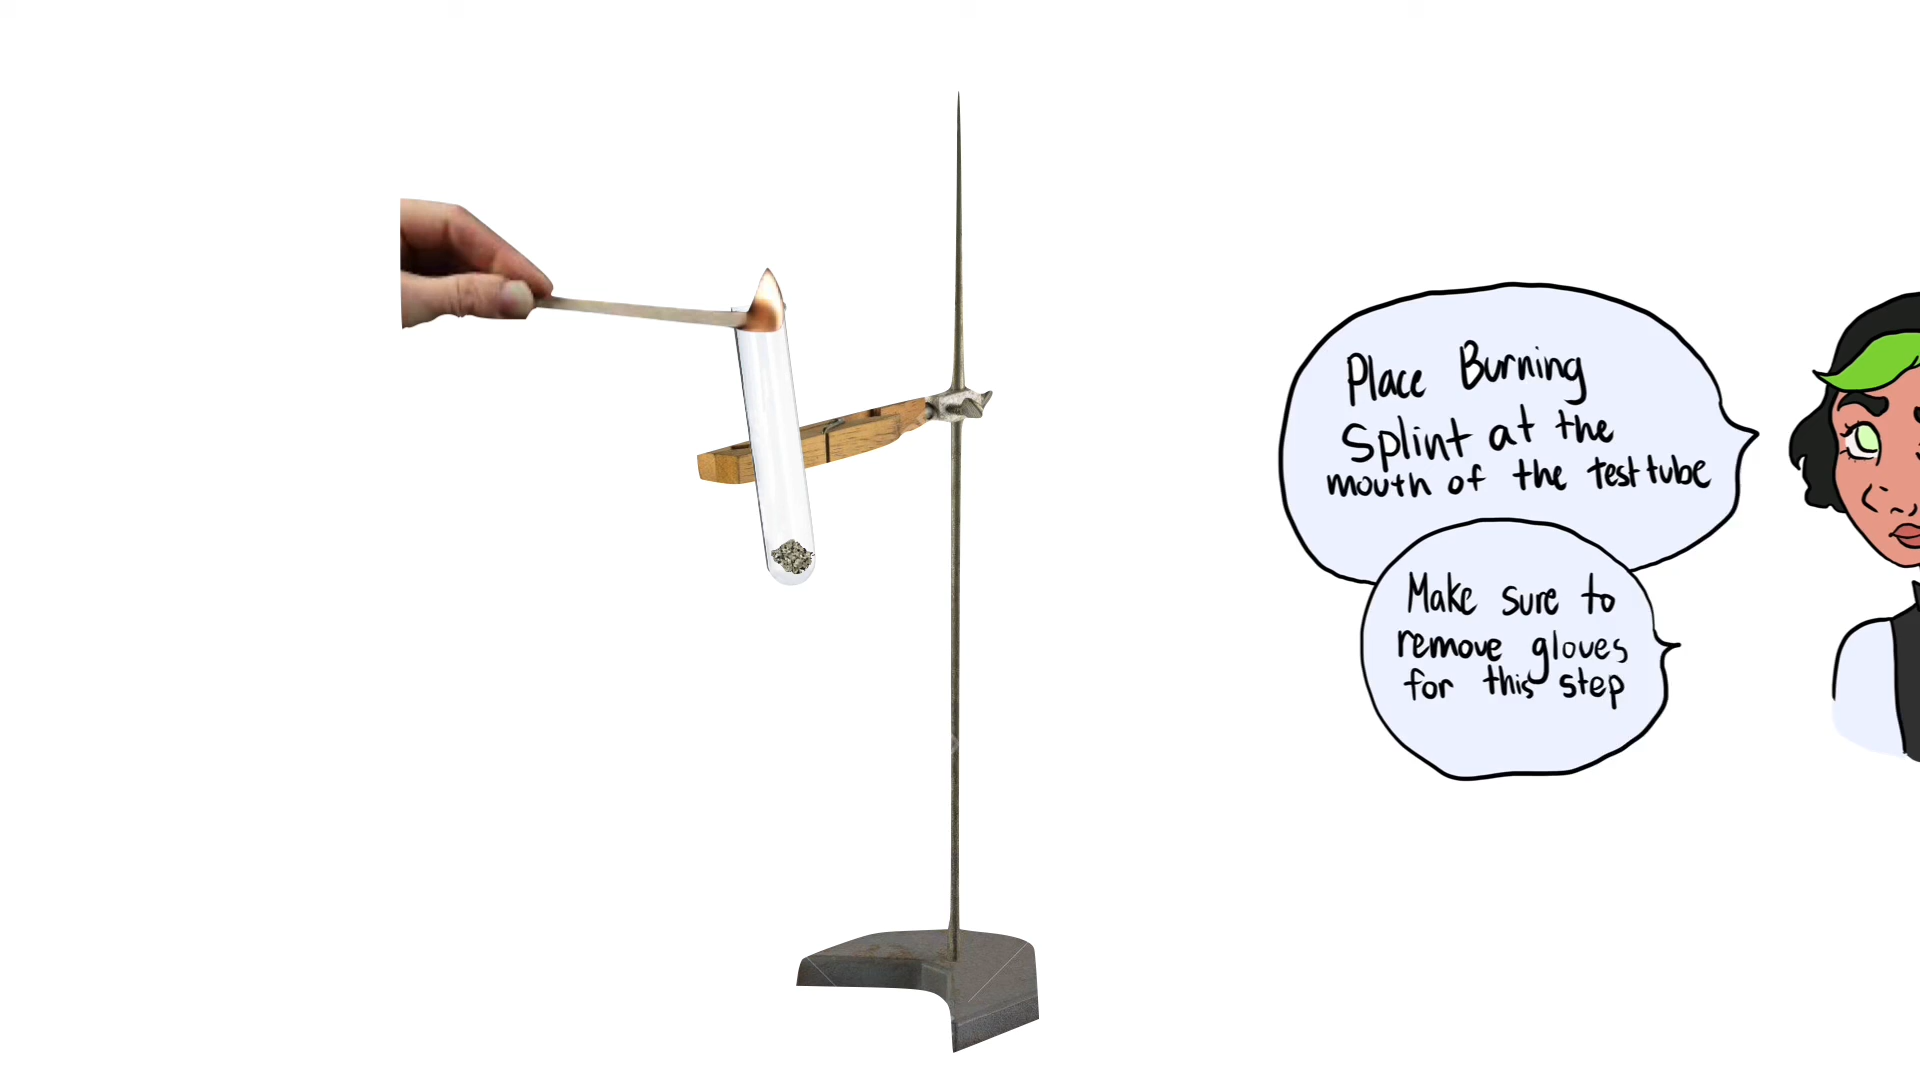 Place Burning
splint at the
mouth of the test tube
Make sure to
remove gloves
for this step